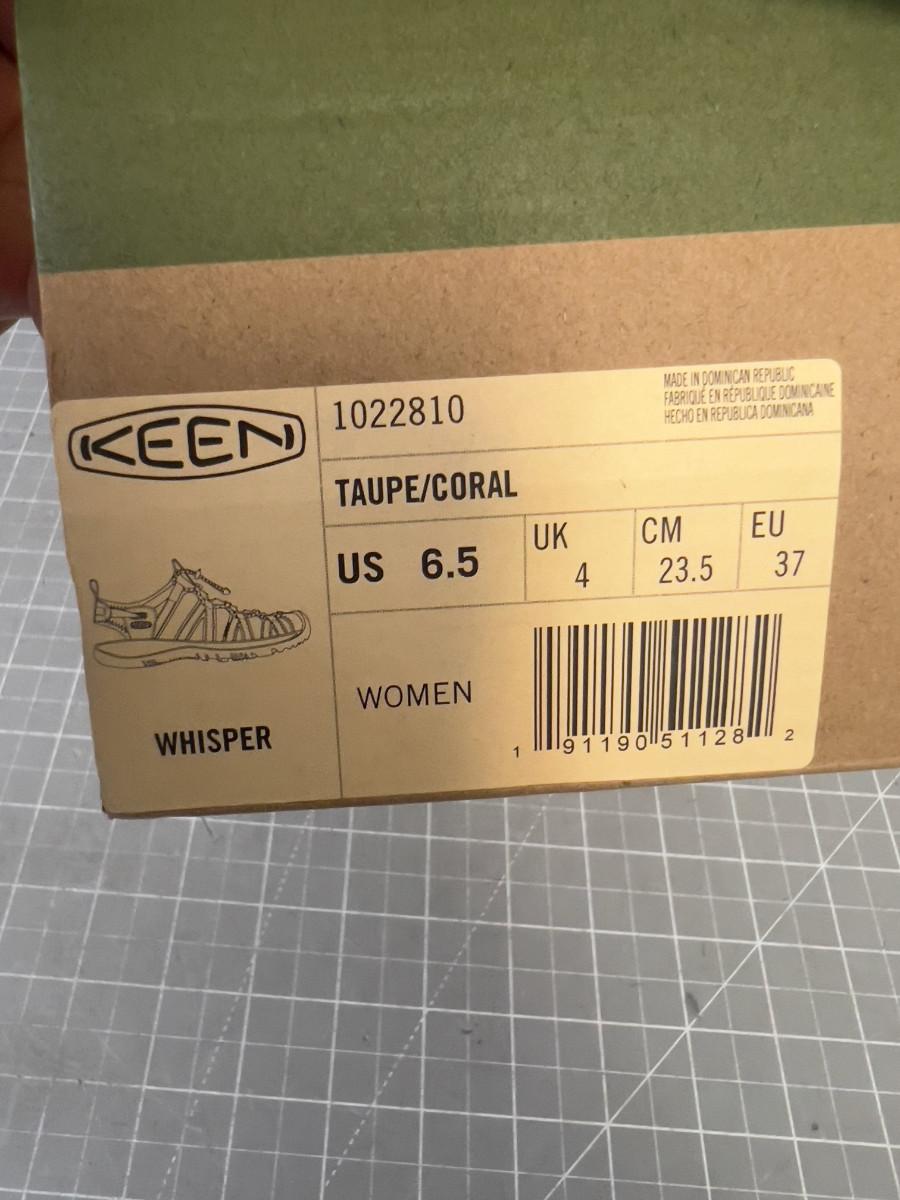 KEEN
WHISPER
1022810
MADE IN DOMINICAN REPUBLIC
FABRIQUÉ EN RÉPUBLIQUE DOMINICAINE
HECHO EN REPUBLICA DOMINICANA
TAUPE/CORAL
US 6.5
UK 4
CM 23.5
EU 37
WOMEN
1 91190 51128 2